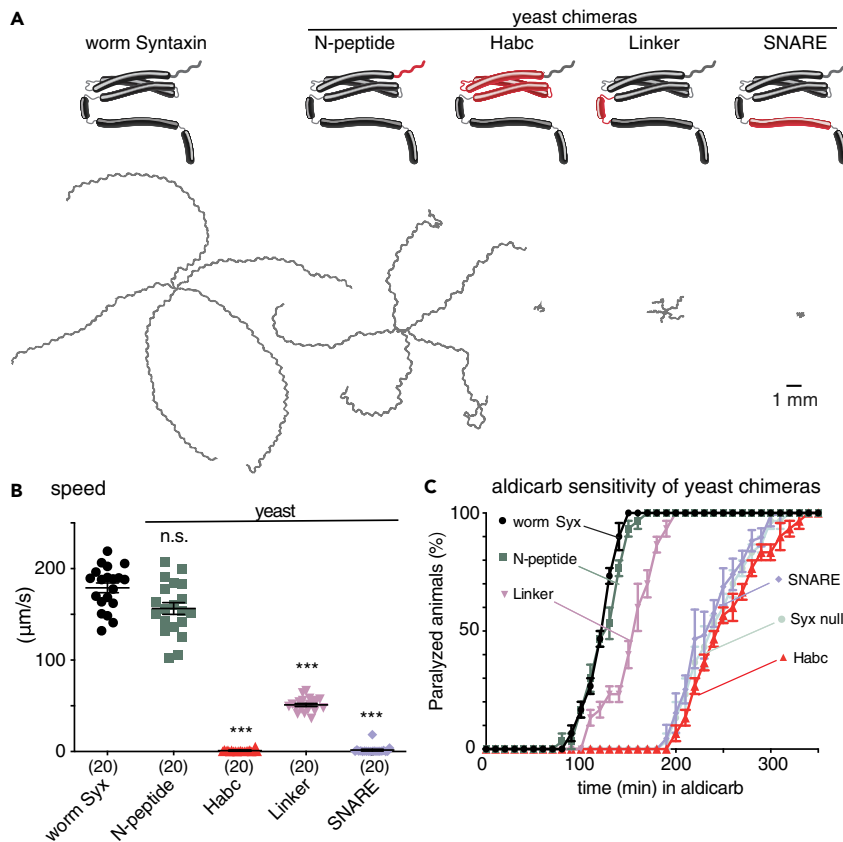 A
yeast chimeras
worm Syntaxin
N-peptide
Habc
Linker
SNARE
1 mm
B
speed
yeast
(µm/s)
200
100
0
n.s.
***
***
***
(20)
(20)
(20)
(20)
(20)
worm Syx
N-peptide
Habc
Linker
SNARE
C
aldicarb sensitivity of yeast chimeras
Paralyzed animals (%)
100
50
0
worm Syx
N-peptide
Linker
SNARE
Syx null
Habc
0
100
200
300
time (min) in aldicarb